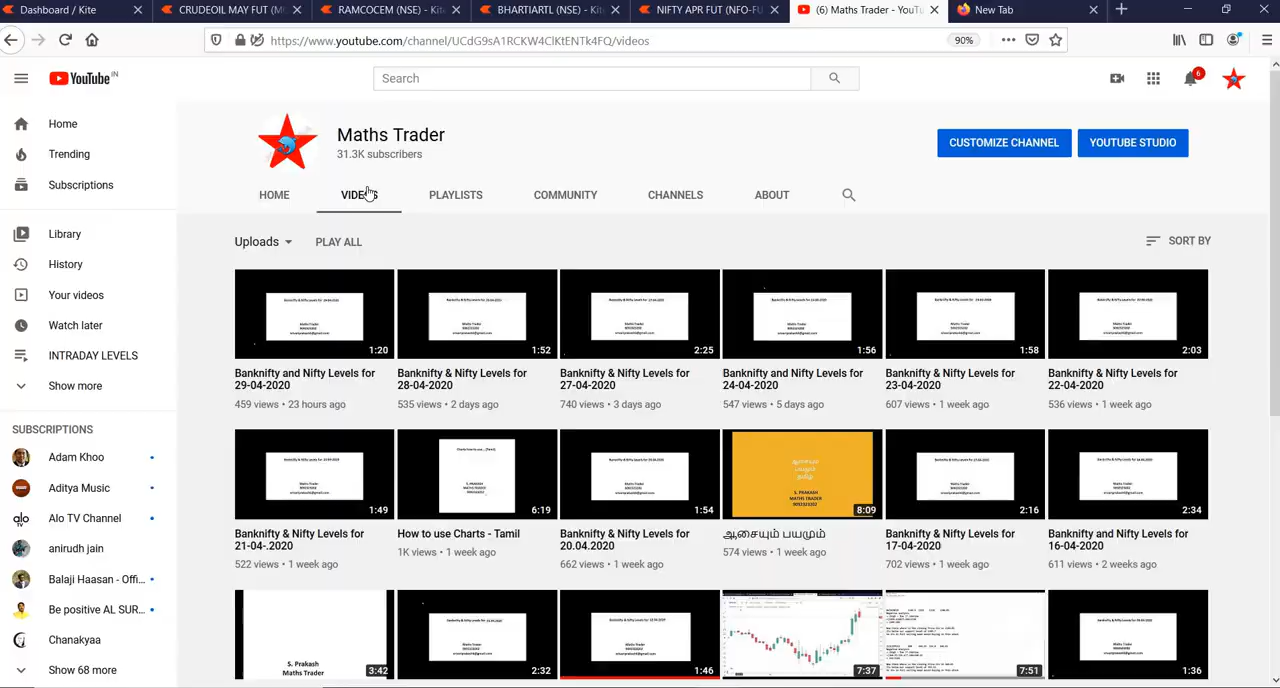 Dashboard / Kite
CRUDEOIL MAY FUT (M
RAMCOCEM (NSE) - Kite
BHARTIARTL (NSE) - Kit
NIFTY APR FUT (NFO-FU
(6) Maths Trader - YouTu
New Tab
https://www.youtube.com/channel/UCdG9sA1RCKW4ClKtENTk4FQ/videos
90%
YouTube IN
Search
6
Home
Trending
Subscriptions
Library
History
Your videos
Watch later
INTRADAY LEVELS
Show more
SUBSCRIPTIONS
Adam Khoo
Aditya Music
Alo TV Channel
anirudh jain
Balaji Haasan - Offi...
Be positive AL SUR...
Chanakyaa
Show 68 more
Maths Trader
31.3K subscribers
CUSTOMIZE CHANNEL
YOUTUBE STUDIO
HOME
VIDEOS
PLAYLISTS
COMMUNITY
CHANNELS
ABOUT
Uploads
PLAY ALL
SORT BY
1:20
Banknifty and Nifty Levels for
29-04-2020
459 views • 23 hours ago
1:52
Banknifty & Nifty Levels for
28-04-2020
535 views • 2 days ago
2:25
Banknifty & Nifty Levels for
27-04-2020
740 views • 3 days ago
1:56
Banknifty and Nifty Levels for
24-04-2020
547 views • 5 days ago
1:58
Banknifty & Nifty Levels for
23-04-2020
607 views • 1 week ago
2:03
Banknifty & Nifty Levels for
22-04-2020
536 views • 1 week ago
1:49
Banknifty & Nifty Levels for
21-04-.2020
522 views • 1 week ago
6:19
How to use Charts - Tamil
1K views • 1 week ago
1:54
Banknifty & Nifty Levels for
20.04.2020
662 views • 1 week ago
ஆசையும்
பயமும்
தமிழ்
S. PRAKASH
MATHS TRADER
8:09
ஆசையும் பயமும்
574 views • 1 week ago
2:16
Banknifty & Nifty Levels for
17-04-2020
702 views • 1 week ago
2:34
Banknifty and Nifty Levels for
16-04-2020
611 views • 2 weeks ago
S. Prakash
Maths Trader
3:42
2:32
1:46
7:37
7:51
1:36